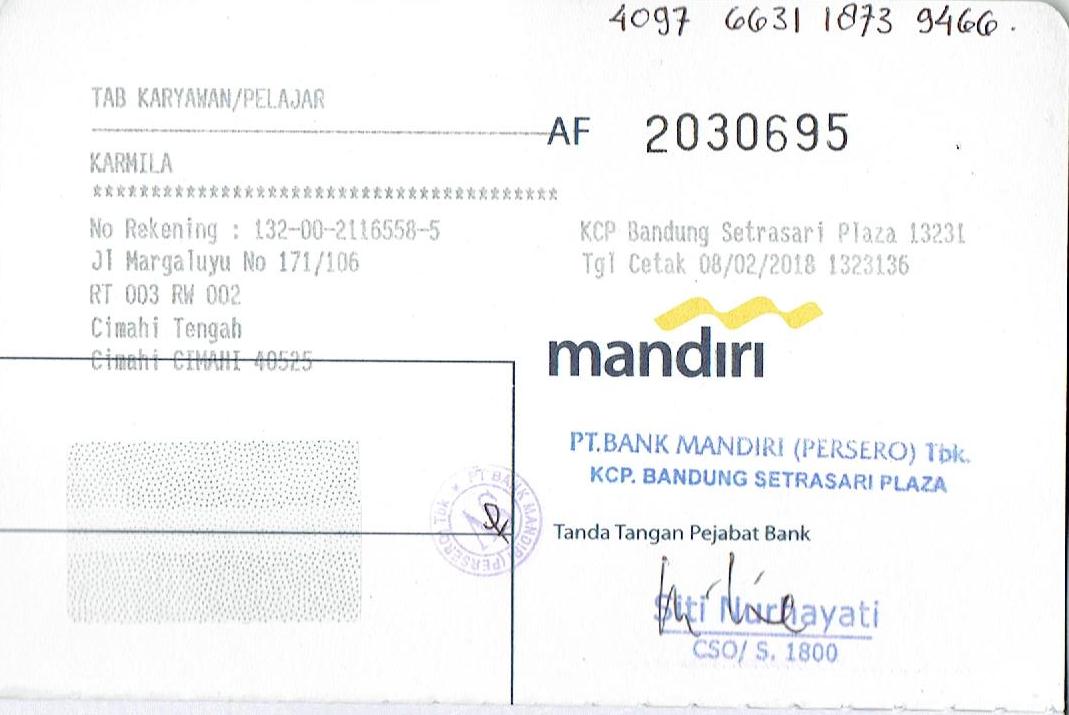 4097 6631 1873 9466.
TAB KARYAWAN/PELAJAR
AF 2030695
KARMILA
****************************************
No Rekening : 132-00-2116558-5
Jl Margaluyu No 171/106
RT 003 RW 002
Cimahi Tengah
Cimahi CIMAHI 40525
KCP Bandung Setrasari Plaza 13231
Tgl Cetak 08/02/2018 1323136
mandiri
PT.BANK MANDIRI (PERSERO) Tbk.
KCP. BANDUNG SETRASARI PLAZA
PT BANK MANDIRI (PERSERO) Tbk
Tanda Tangan Pejabat Bank
Siti Nurhayati
CSO/ S. 1800